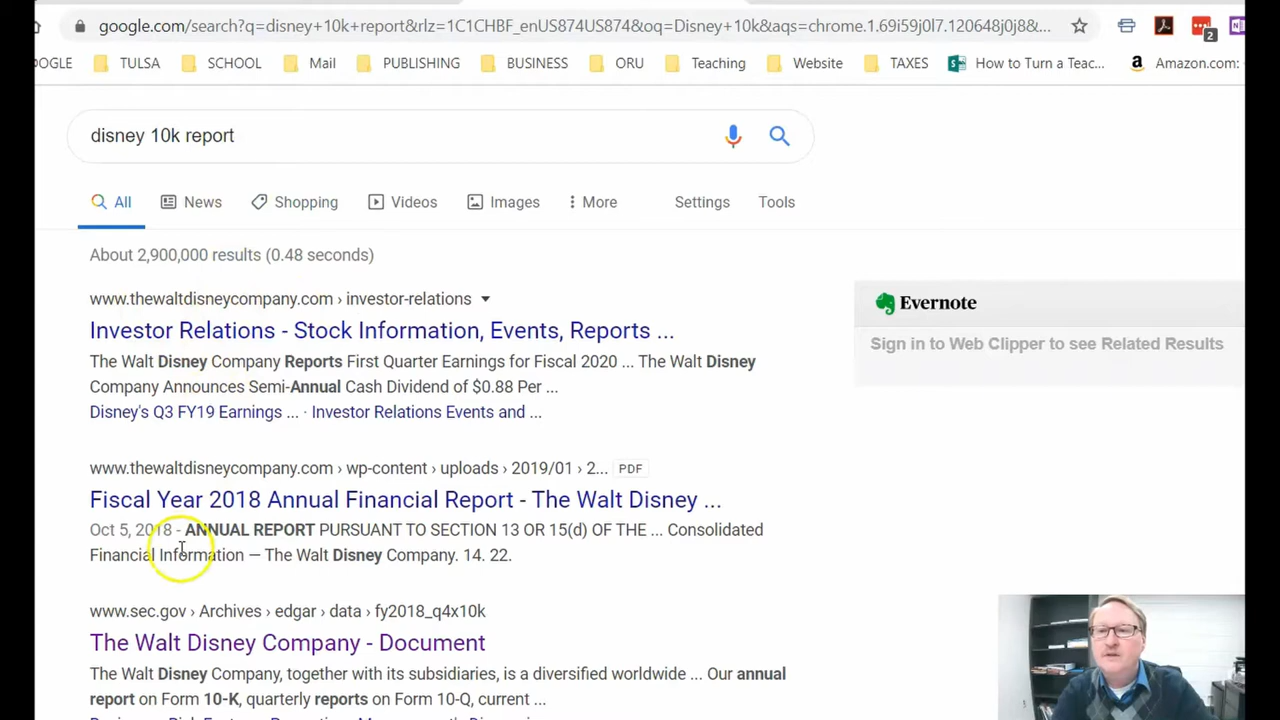 google.com/search?q=disney+10k+report&rlz=1C1CHBF_enUS874US874&oq=Disney+10k&aqs=chrome.1.69i59j0l7.120648j0j8&...
2
OOGLE TULSA SCHOOL Mail PUBLISHING BUSINESS ORU Teaching Website TAXES How to Turn a Teac... Amazon.com:
disney 10k report
All News Shopping Videos Images More Settings Tools
About 2,900,000 results (0.48 seconds)
www.thewaltdisneycompany.com › investor-relations
Investor Relations - Stock Information, Events, Reports ...
The Walt Disney Company Reports First Quarter Earnings for Fiscal 2020 ... The Walt Disney
Company Announces Semi-Annual Cash Dividend of $0.88 Per ...
Disney's Q3 FY19 Earnings ... · Investor Relations Events and ...
Evernote
Sign in to Web Clipper to see Related Results
www.thewaltdisneycompany.com › wp-content › uploads › 2019/01 › 2... PDF
Fiscal Year 2018 Annual Financial Report - The Walt Disney ...
Oct 5, 2018 - ANNUAL REPORT PURSUANT TO SECTION 13 OR 15(d) OF THE ... Consolidated
Financial Information — The Walt Disney Company. 14. 22.
www.sec.gov › Archives › edgar › data › fy2018_q4x10k
The Walt Disney Company - Document
The Walt Disney Company, together with its subsidiaries, is a diversified worldwide ... Our annual
report on Form 10-K, quarterly reports on Form 10-Q, current ...